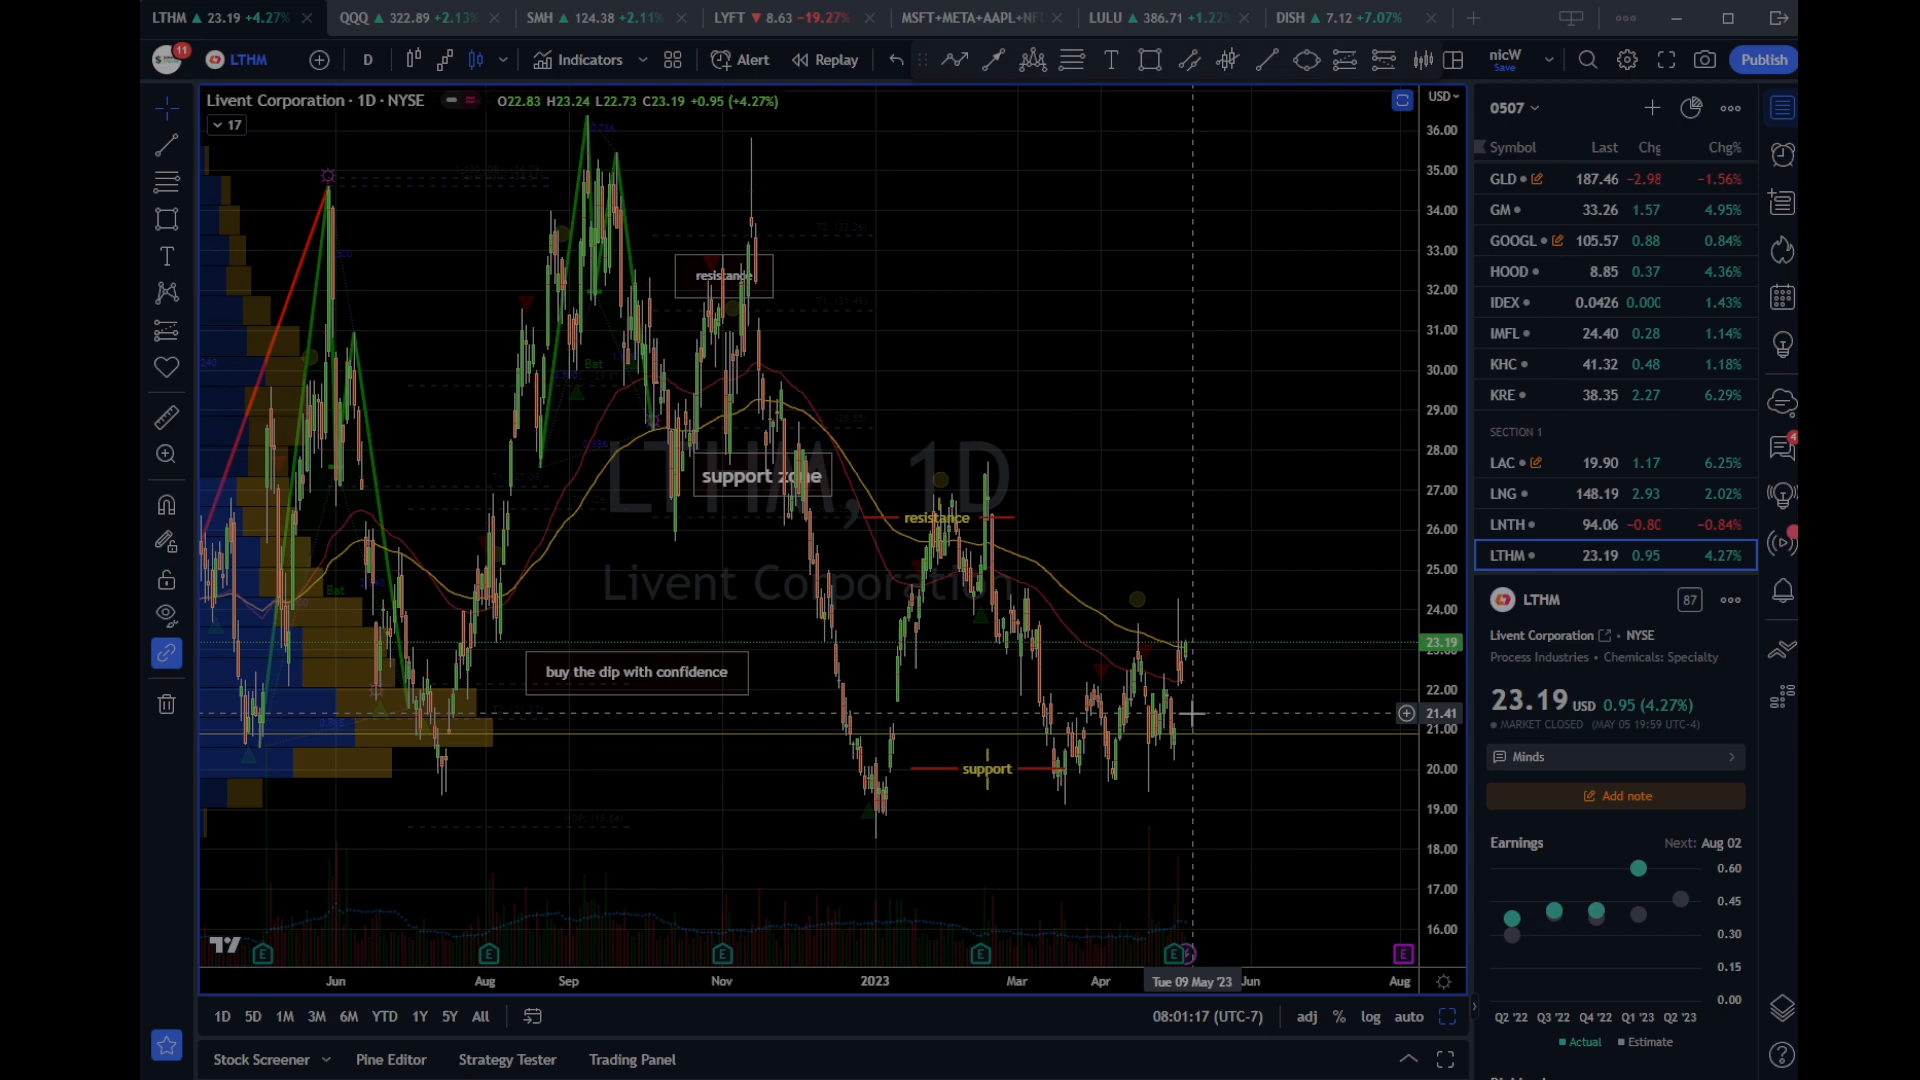 LTHM 23.19 +4.27%
QQQ 322.89 +2.13%
SMH 124.38 +2.11%
LYFT 8.63 −19.27%
MSFT+META+AAPL+NF
LULU 386.71 +1.22%
DISH 7.12 +7.07%
11
LTHM
D
Indicators
Alert
Replay
nicW
Save
Publish
Livent Corporation · 1D · NYSE
O22.83 H23.24 L22.73 C23.19 +0.95 (+4.27%)
17
USD
36.00
35.00
34.00
33.00
32.00
31.00
30.00
29.00
28.00
27.00
26.00
25.00
24.00
23.19
23.00
22.00
21.41
21.00
20.00
19.00
18.00
17.00
16.00
resistance
Bat
support zone
LTHM, 1D
resistance
Livent Corporation
Bat
buy the dip with confidence
support
E
E
E
E
E
E
Jun
Aug
Sep
Nov
2023
Mar
Apr
Tue 09 May '23
Jun
Aug
1D 5D 1M 3M 6M YTD 1Y 5Y All
08:01:17 (UTC-7)
adj % log auto
Stock Screener
Pine Editor
Strategy Tester
Trading Panel
0507
Symbol Last Chg Chg%
GLD 187.46 −2.98 −1.56%
GM 33.26 1.57 4.95%
GOOGL 105.57 0.88 0.84%
HOOD 8.85 0.37 4.36%
IDEX 0.0426 0.000 1.43%
IMFL 24.40 0.28 1.14%
KHC 41.32 0.48 1.18%
KRE 38.35 2.27 6.29%
SECTION 1
LAC 19.90 1.17 6.25%
LNG 148.19 2.93 2.02%
LNTH 94.06 −0.80 −0.84%
LTHM 23.19 0.95 4.27%
LTHM
87
Livent Corporation • NYSE
Process Industries • Chemicals: Specialty
23.19 USD 0.95 (4.27%)
MARKET CLOSED (MAY 05 19:59 UTC-4)
Minds
Add note
Earnings
Next: Aug 02
0.60
0.45
0.30
0.15
0.00
Q2 '22 Q3 '22 Q4 '22 Q1 '23 Q2 '23
Actual Estimate
4